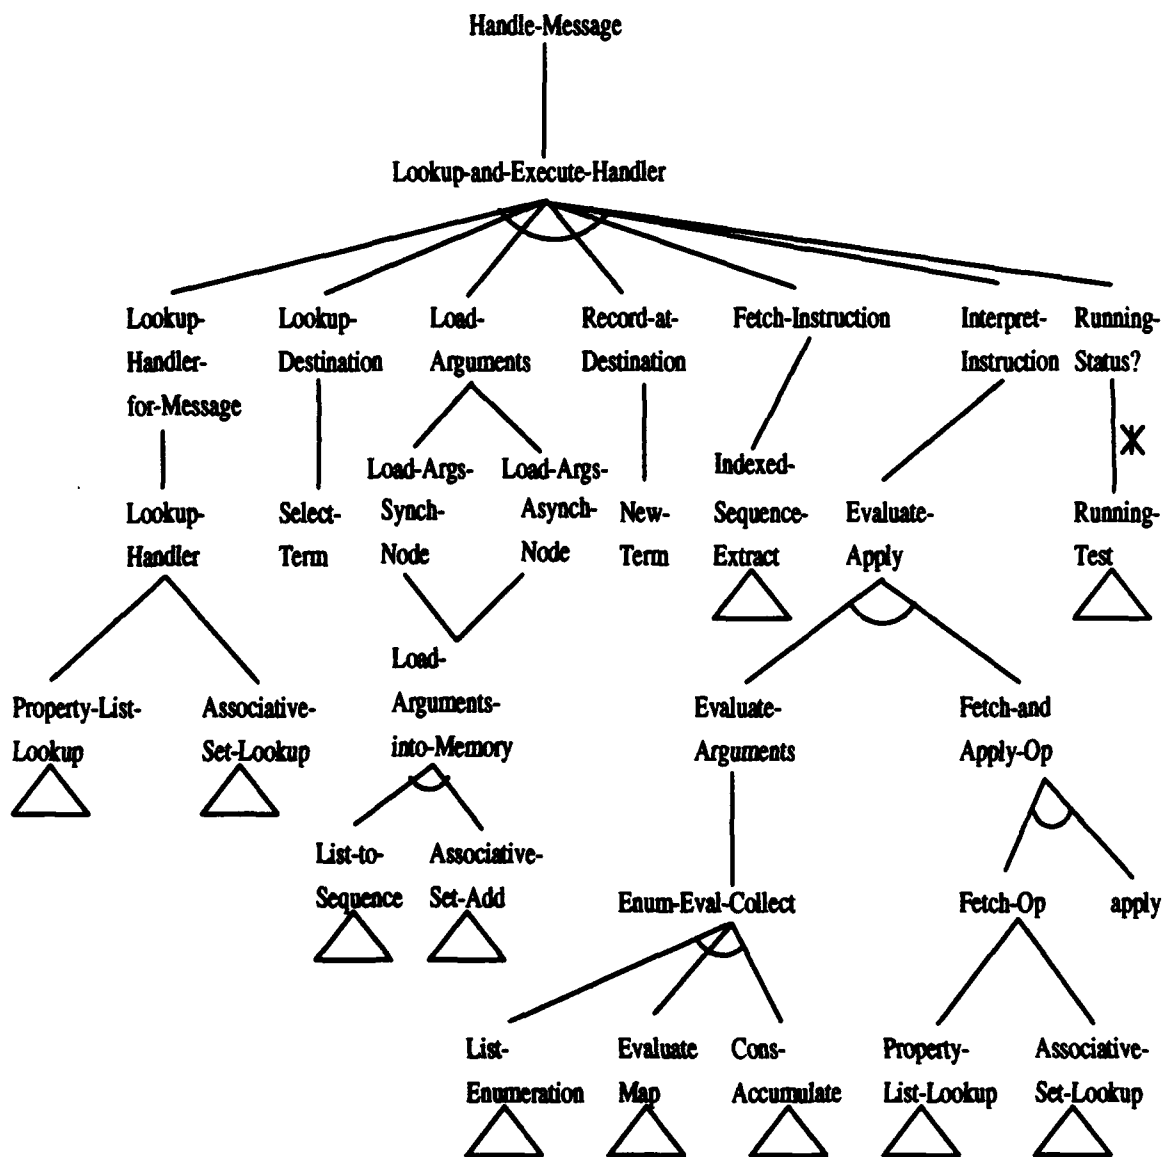 Handle-Message
Lookup-and-Execute-Handler
Lookup-
Handler-
for-Message
Lookup-
Destination
Load-
Arguments
Record-at-
Destination
Fetch-Instruction
Interpret-
Instruction
Running-
Status?
Lookup-
Handler
Select-
Term
Load-Args-
Synch-
Node
Load-Args-
Asynch-
Node
New-
Term
Indexed-
Sequence-
Extract
Evaluate-
Apply
Running-
Test
Property-List-
Lookup
Associative-
Set-Lookup
Load-
Arguments-
into-Memory
Evaluate-
Arguments
Fetch-and
Apply-Op
List-to-
Sequence
Associative-
Set-Add
Enum-Eval-Collect
Fetch-Op
apply
List-
Enumeration
Evaluate
Map
Cons-
Accumulate
Property-
List-Lookup
Associative-
Set-Lookup